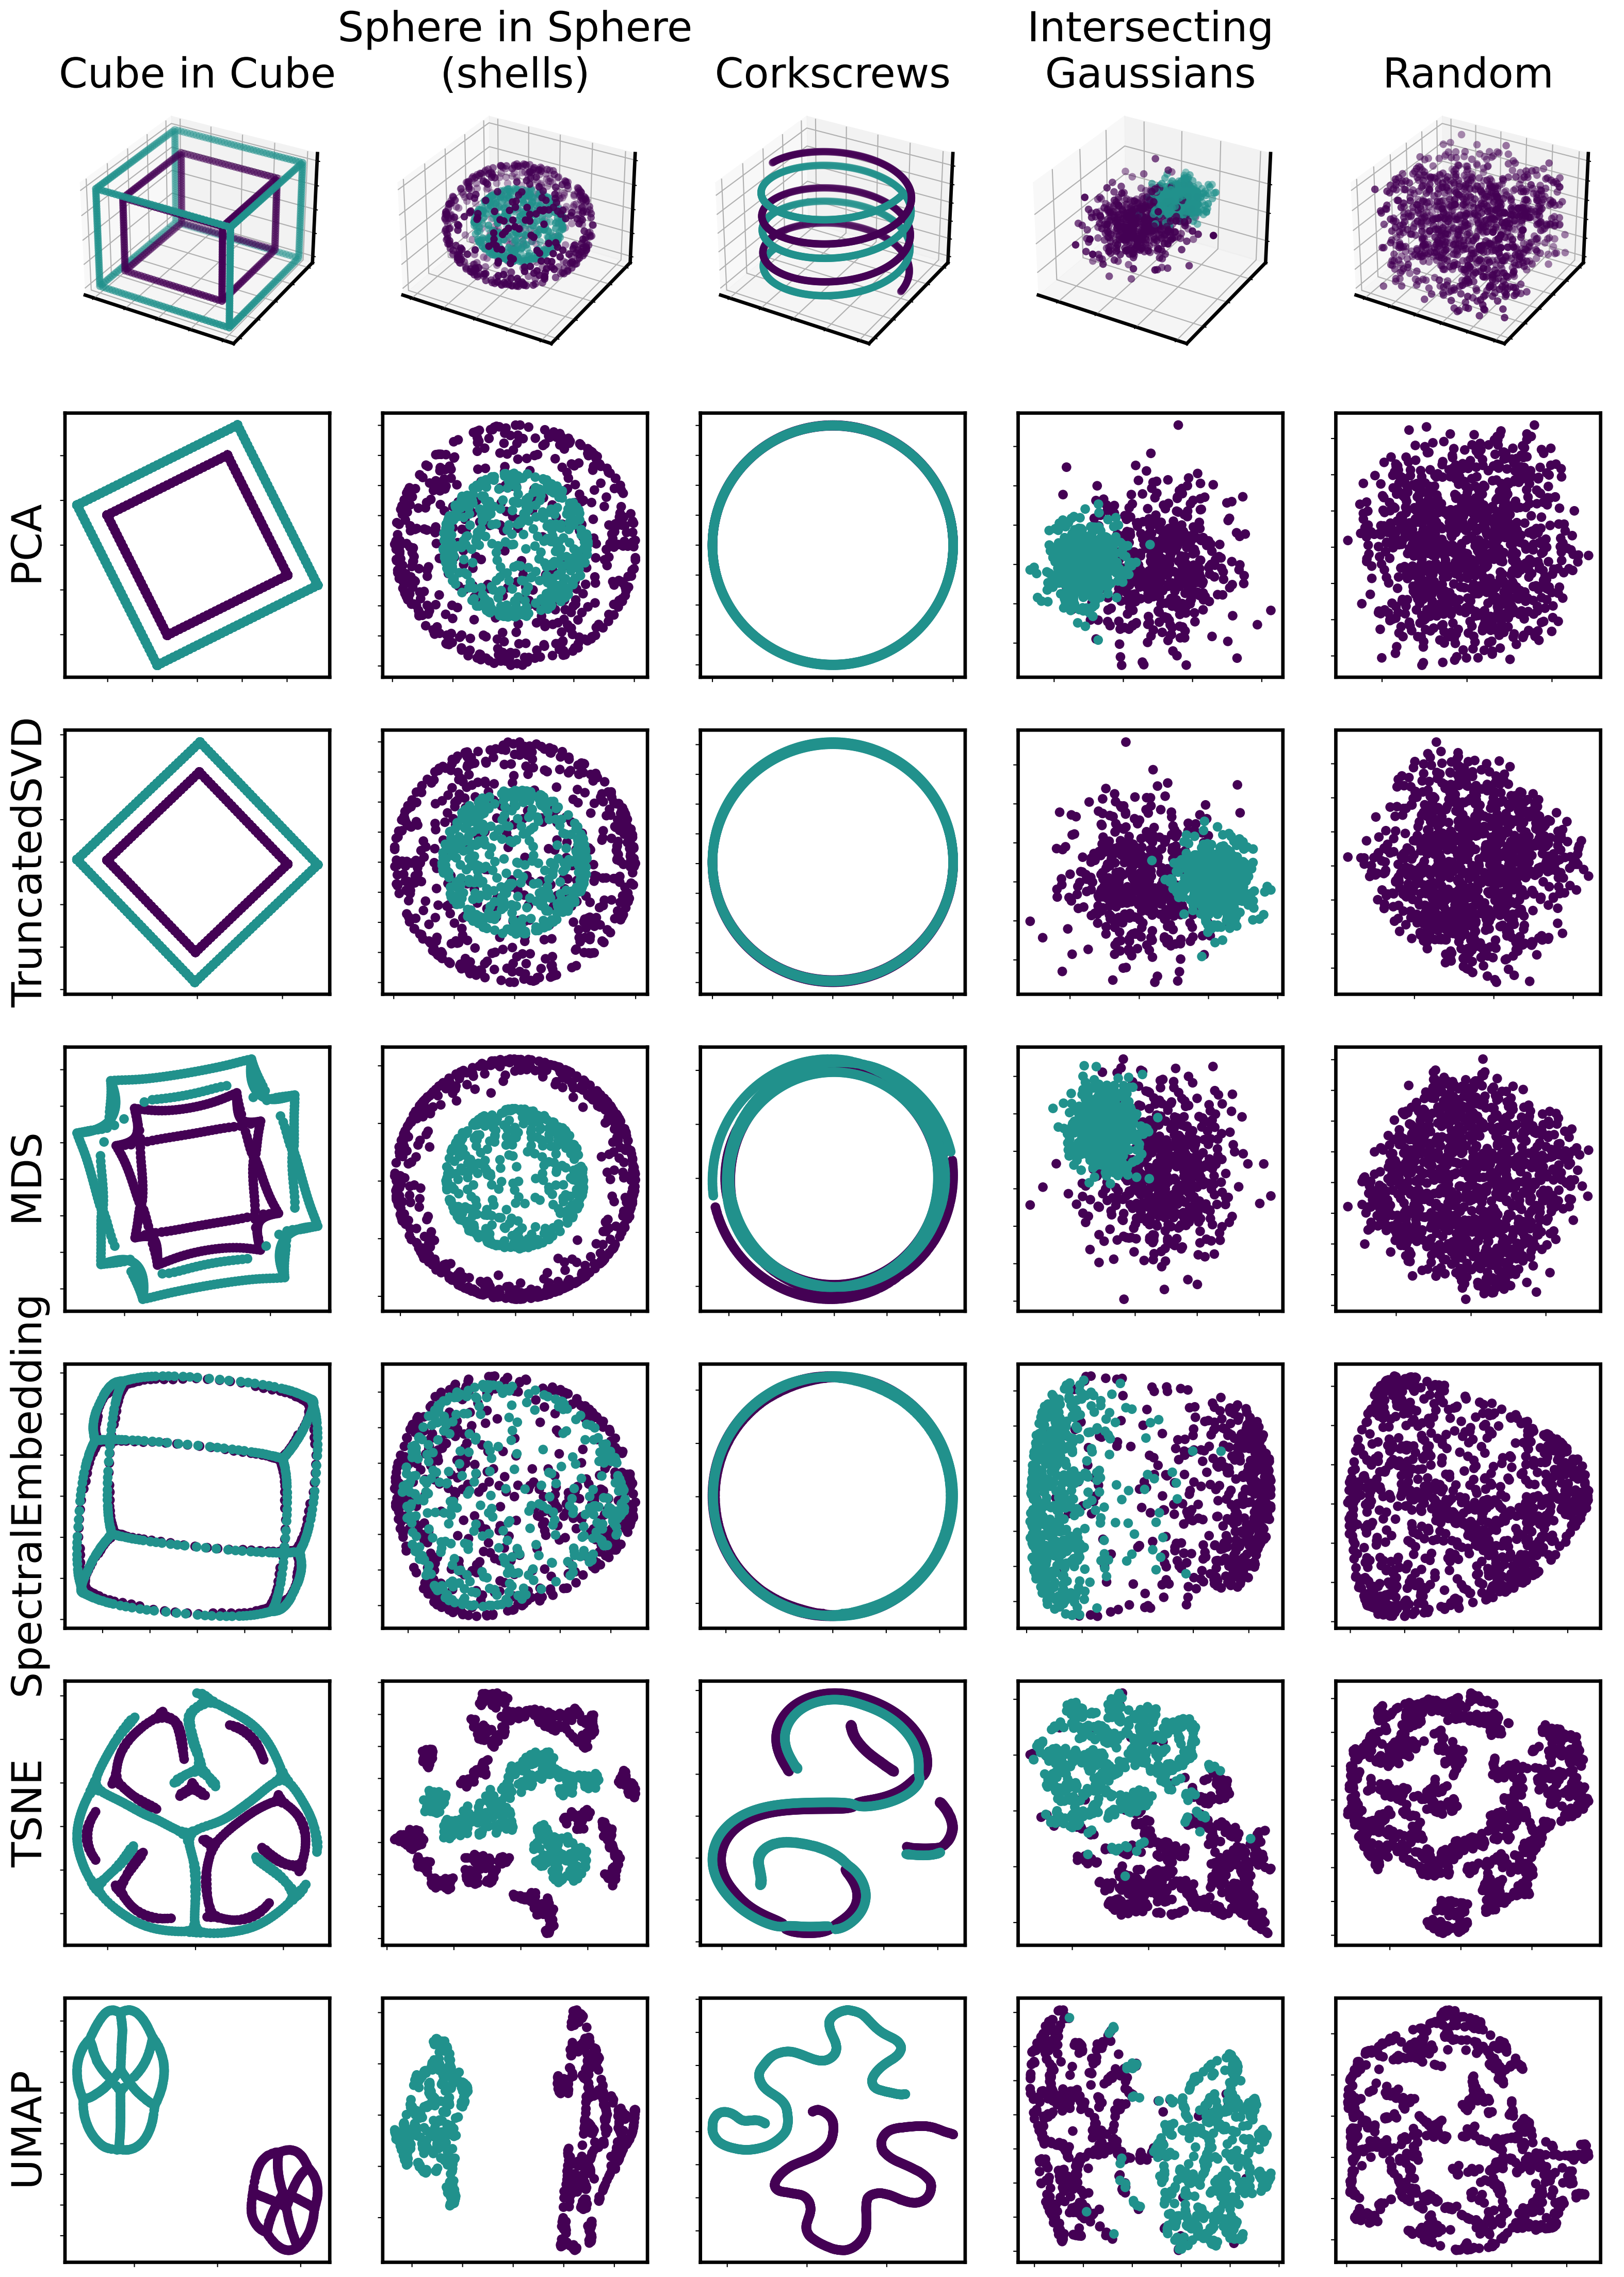 Cube in Cube
Sphere in Sphere
(shells)
Corkscrews
Intersecting
Gaussians
Random
PCA
TruncatedSVD
MDS
SpectralEmbedding
TSNE
UMAP